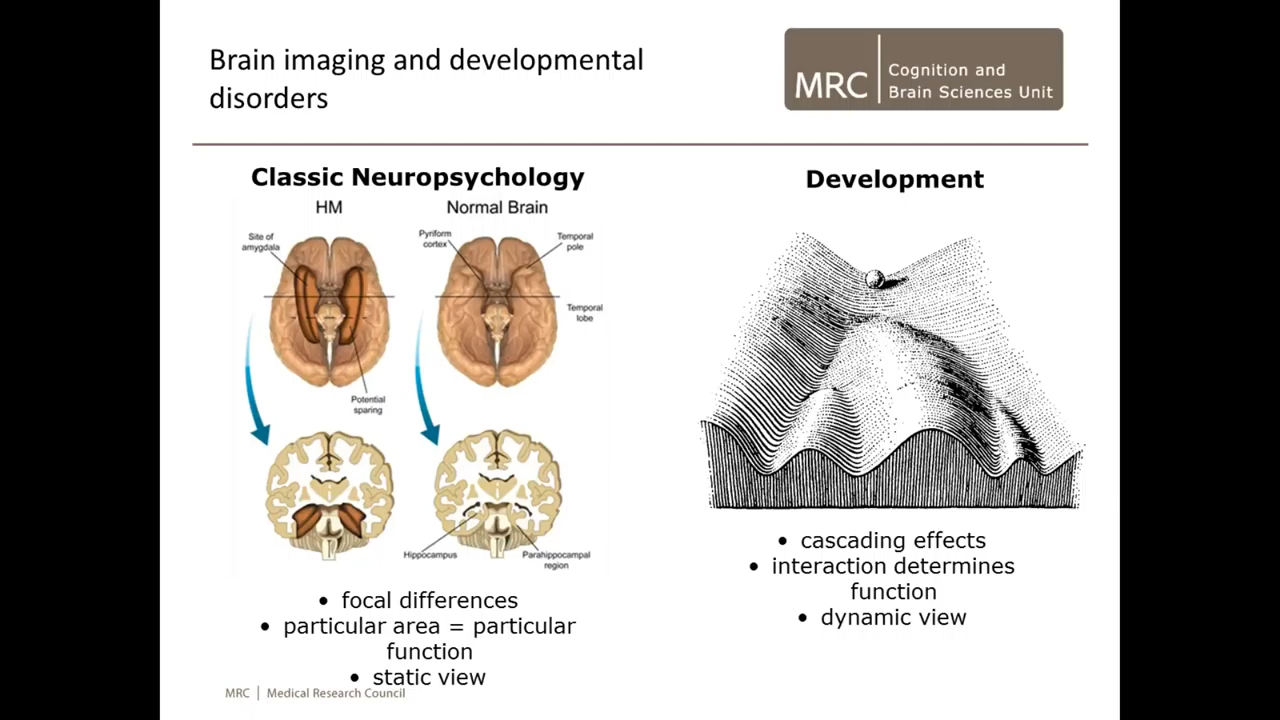 Brain imaging and developmental
disorders
MRC
Cognition and
Brain Sciences Unit
Classic Neuropsychology
HM
Normal Brain
Site of
amygdala
Pyriform
cortex
Temporal
pole
Temporal
lobe
Potential
sparing
Hippocampus
Parahippocampal
region
• focal differences
• particular area = particular
function
• static view
Development
• cascading effects
• interaction determines
function
• dynamic view
MRC | Medical Research Council